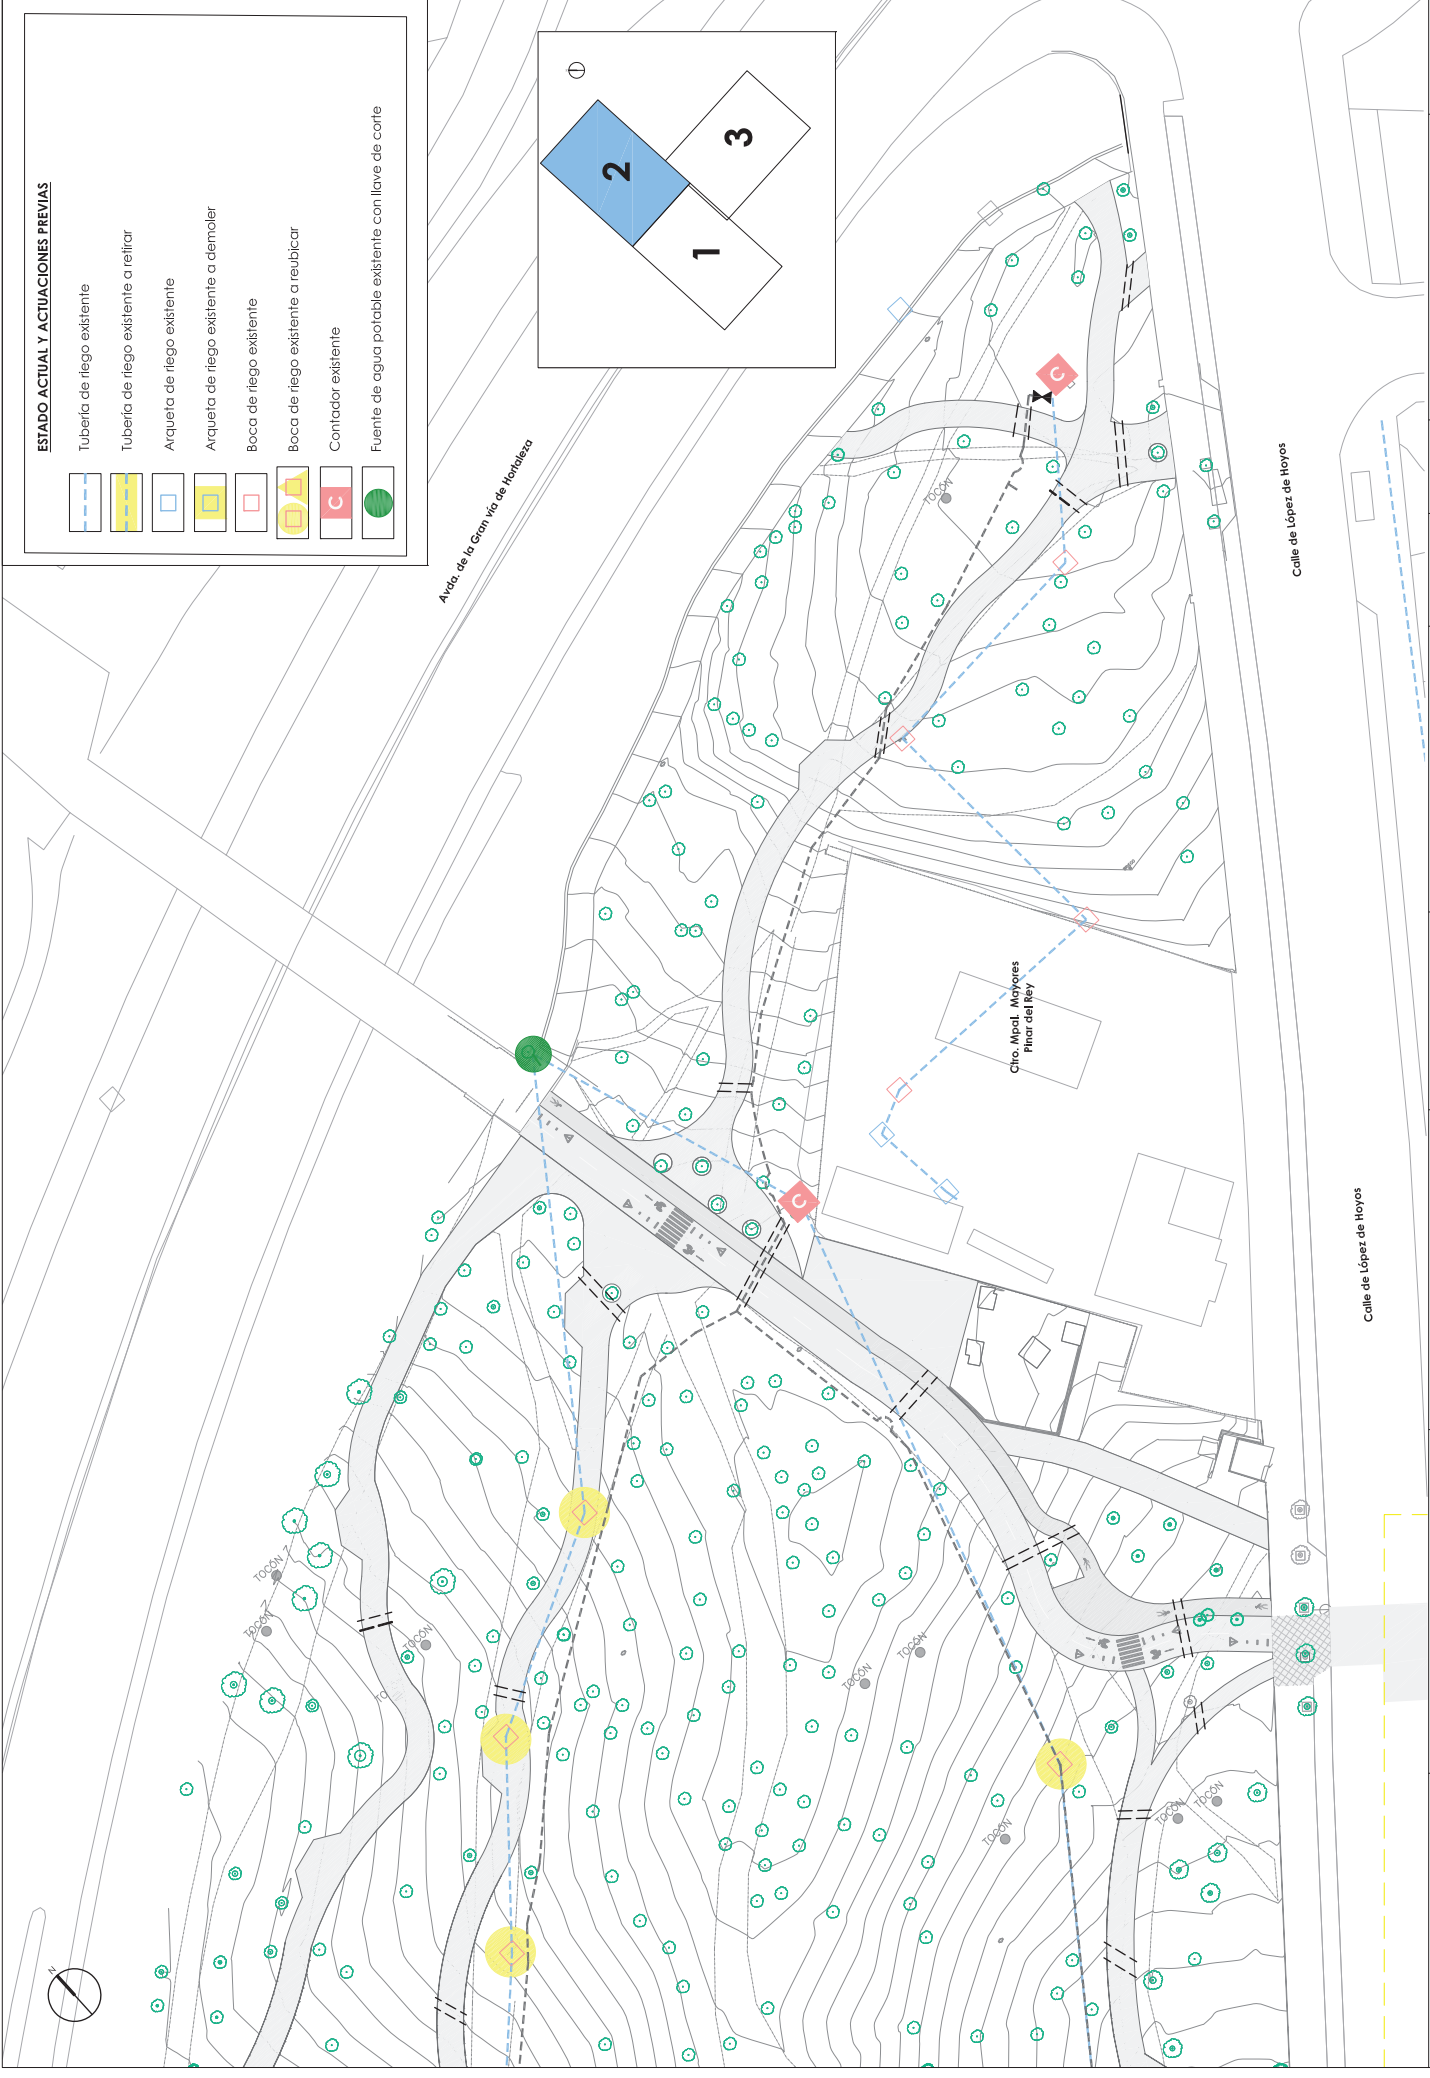 ESTADO ACTUAL Y ACTUACIONES PREVIAS
Tubería de riego existente
Tubería de riego existente a retirar
Arqueta de riego existente
Arqueta de riego existente a demoler
Boca de riego existente
Boca de riego existente a reubicar
C
Contador existente
Fuente de agua potable existente con llave de corte
1
2
3
Avda. de la Gran vía de Hortaleza
Calle de López de Hoyos
Calle de López de Hoyos
Ctro. Mpal. Mayores
Pinar del Rey
C
C
TOCÓN
TOCÓN
TOCÓN
TOCÓN
TOCÓN
TOCÓN
TOCÓN
TOCÓN
TOCÓN
N